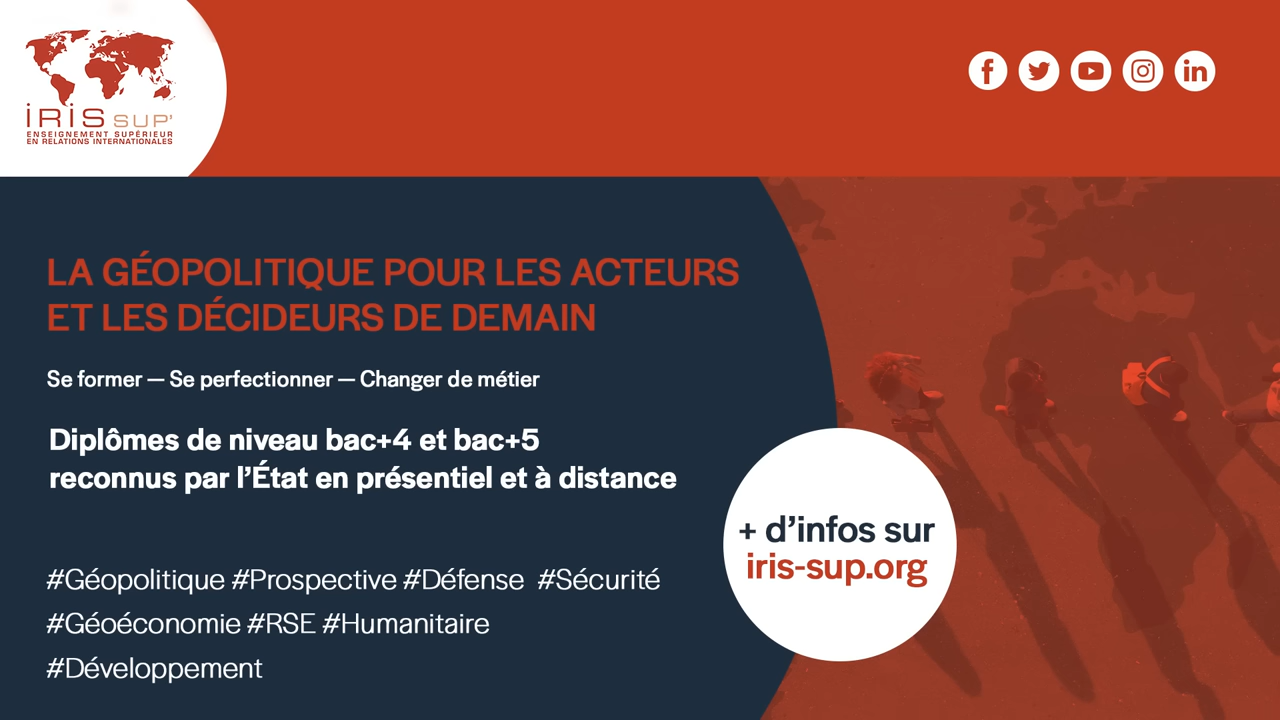 IRIS SUP'
ENSEIGNEMENT SUPÉRIEUR
EN RELATIONS INTERNATIONALES
LA GÉOPOLITIQUE POUR LES ACTEURS
ET LES DÉCIDEURS DE DEMAIN
Se former — Se perfectionner — Changer de métier
Diplômes de niveau bac+4 et bac+5
reconnus par l'État en présentiel et à distance
+ d'infos sur
iris-sup.org
#Géopolitique #Prospective #Défense #Sécurité
#Géoéconomie #RSE #Humanitaire
#Développement